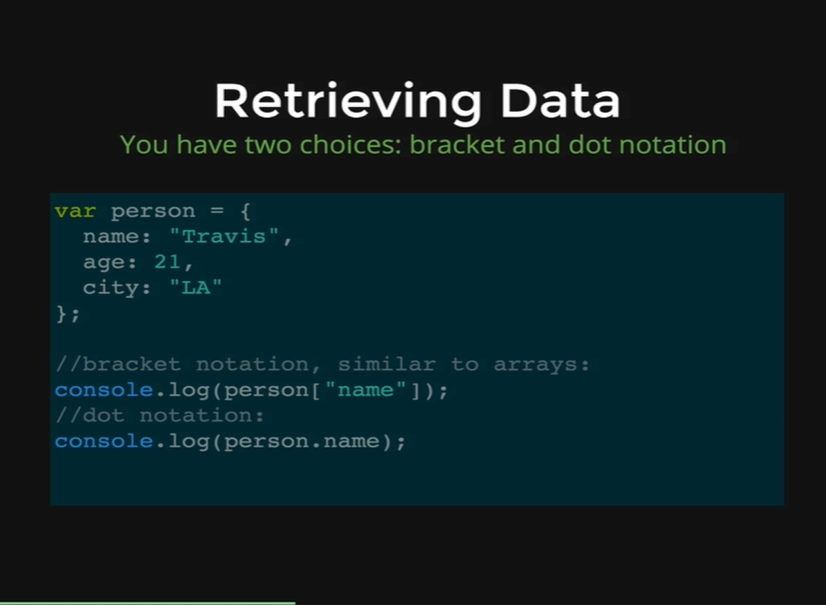 Retrieving Data
You have two choices: bracket and dot notation
var person = {
  name: "Travis",
  age: 21,
  city: "LA"
};
//bracket notation, similar to arrays:
console.log(person["name"]);
//dot notation:
console.log(person.name);